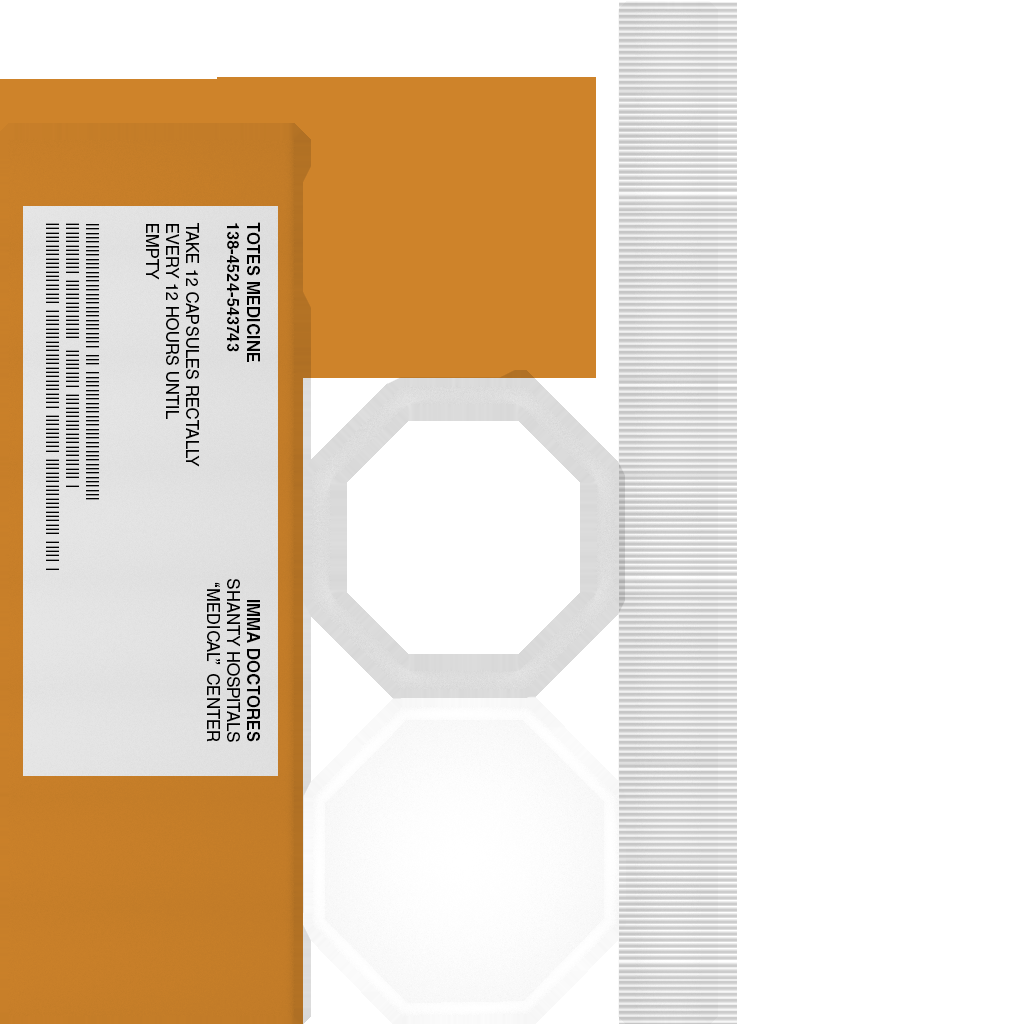 TOTES MEDICINE
138-4524-543743
TAKE 12 CAPSULES RECTALLY
EVERY 12 HOURS UNTIL
EMPTY
IMMA DOCTORES
SHANTY HOSPITALS
“MEDICAL” CENTER